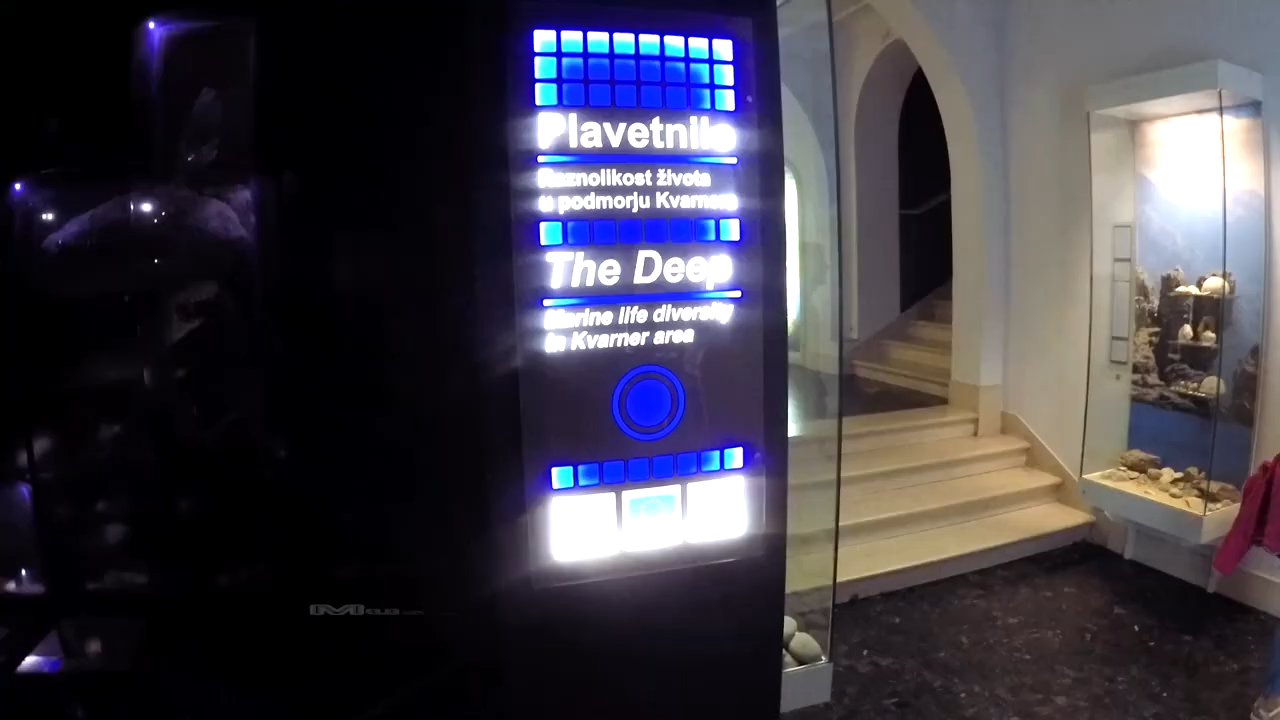 Plavetnilo
Raznolikost života
u podmorju Kvarnera
The Deep
Marine life diversity
in Kvarner area